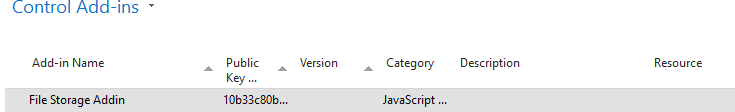 Control Add-ins
Add-in Name Public Key ... Version Category Description Resource
File Storage Addin 10b33c80b... JavaScript ...